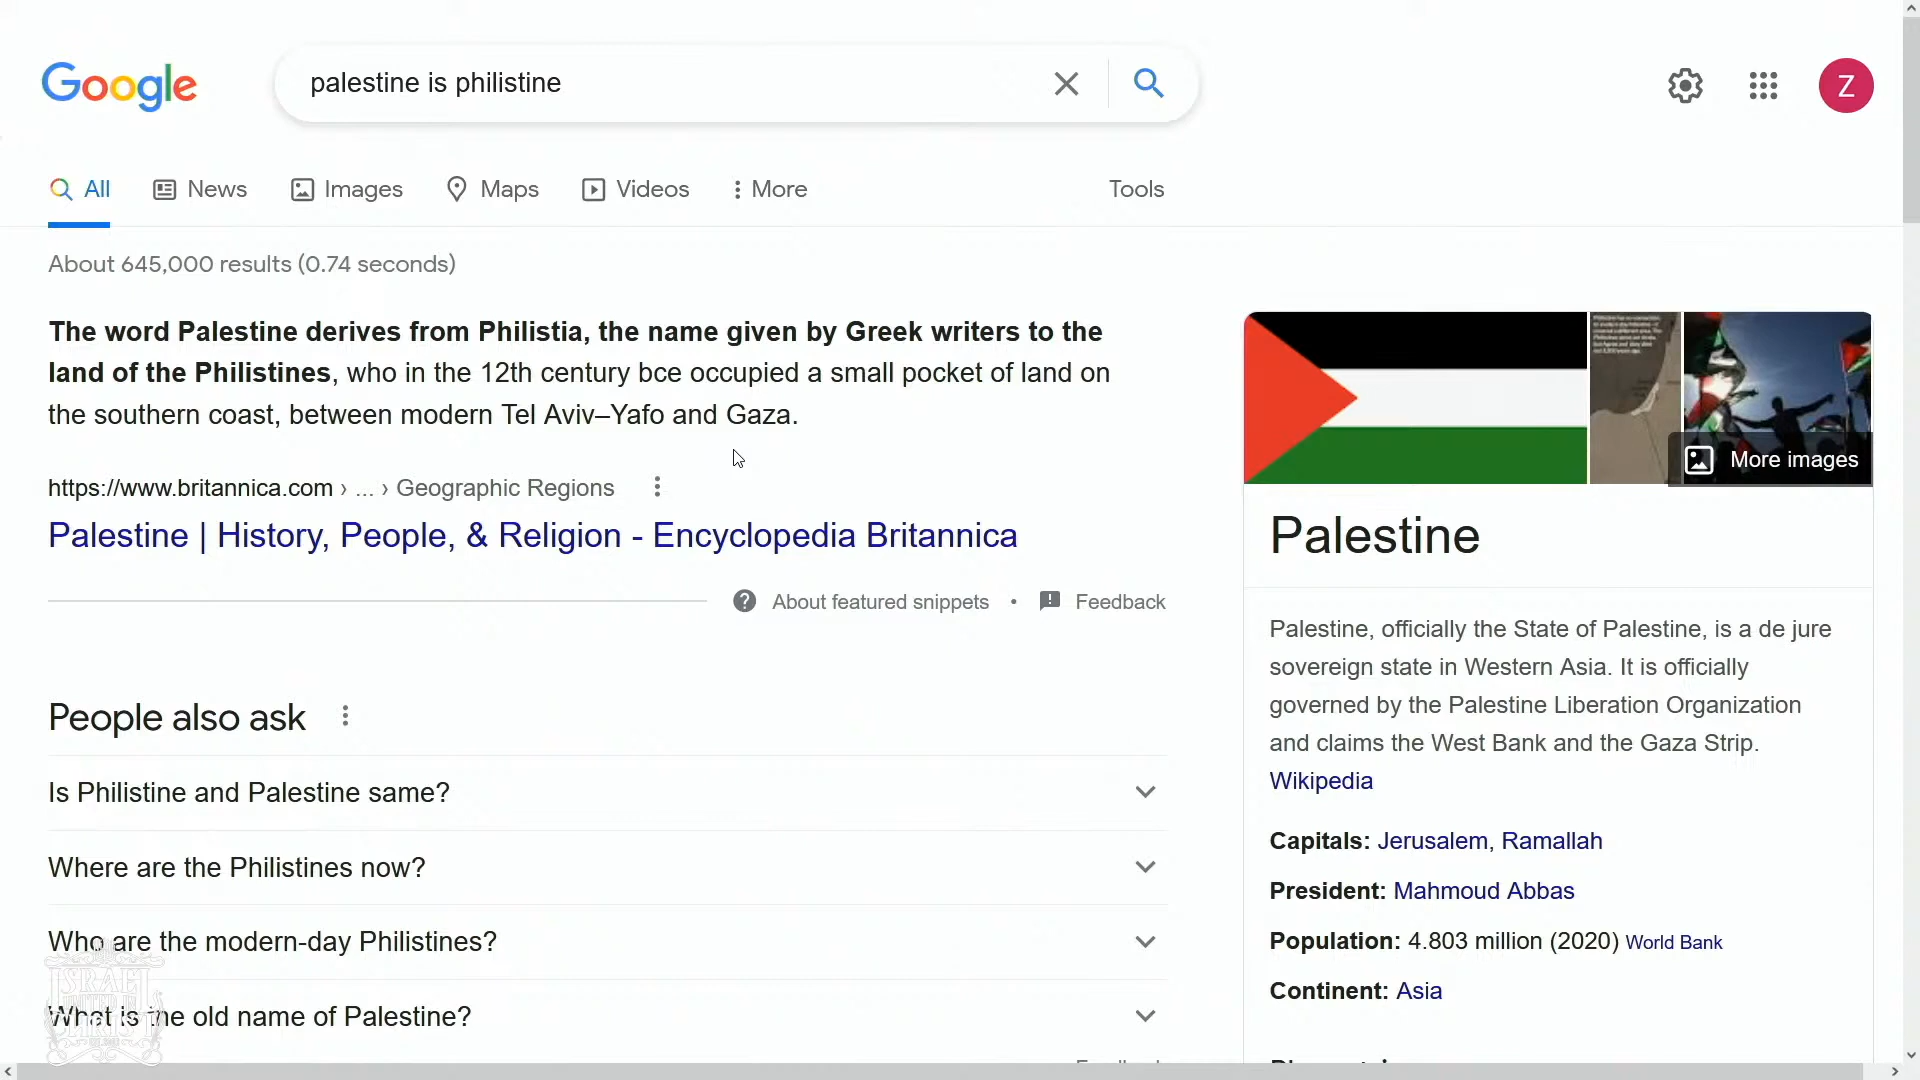 Google
palestine is philistine
Z
All
News
Images
Maps
Videos
More
Tools
About 645,000 results (0.74 seconds)
The word Palestine derives from Philistia, the name given by Greek writers to the
land of the Philistines, who in the 12th century bce occupied a small pocket of land on
the southern coast, between modern Tel Aviv–Yafo and Gaza.
https://www.britannica.com › ... › Geographic Regions
Palestine | History, People, & Religion - Encyclopedia Britannica
About featured snippets • Feedback
People also ask
Is Philistine and Palestine same?
Where are the Philistines now?
Who are the modern-day Philistines?
What is the old name of Palestine?
More images
Palestine
Palestine, officially the State of Palestine, is a de jure
sovereign state in Western Asia. It is officially
governed by the Palestine Liberation Organization
and claims the West Bank and the Gaza Strip.
Wikipedia
Capitals: Jerusalem, Ramallah
President: Mahmoud Abbas
Population: 4.803 million (2020) World Bank
Continent: Asia
ISRAEL
UNITED IN
CHRIST